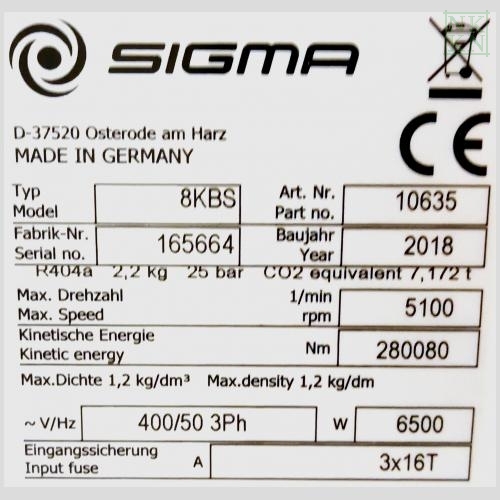 SIGMA
D-37520 Osterode am Harz
MADE IN GERMANY
CE
Typ 8KBS Art. Nr. 10635
Model Part no.
Fabrik-Nr. 165664 Baujahr 2018
Serial no. Year
R404a 2,2 kg 25 bar CO2 equivalent 7,172 t
Max. Drehzahl 1/min 5100
Max. Speed rpm
Kinetische Energie Nm 280080
Kinetic energy
Max.Dichte 1,2 kg/dm³ Max.density 1,2 kg/dm
~ V/Hz 400/50 3Ph W 6500
Eingangssicherung A 3x16T
Input fuse